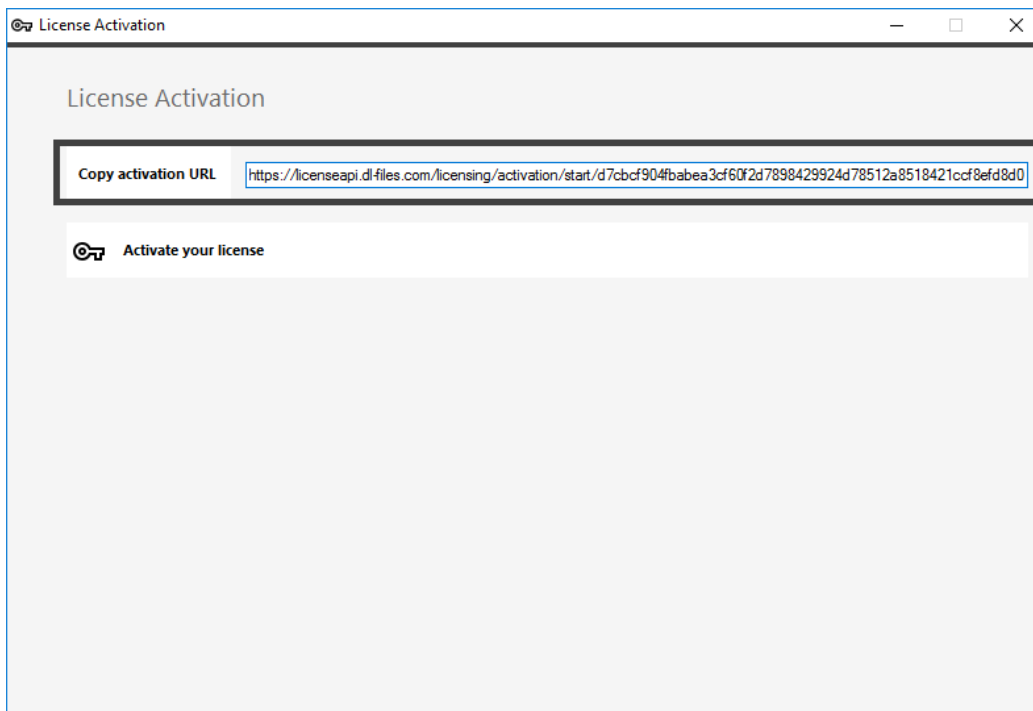 License Activation
License Activation
Copy activation URL https://licenseapi.dl-files.com/licensing/activation/start/d7cbcf904fbabea3cf60f2d7898429924d78512a8518421ccf8efd8d0
Activate your license